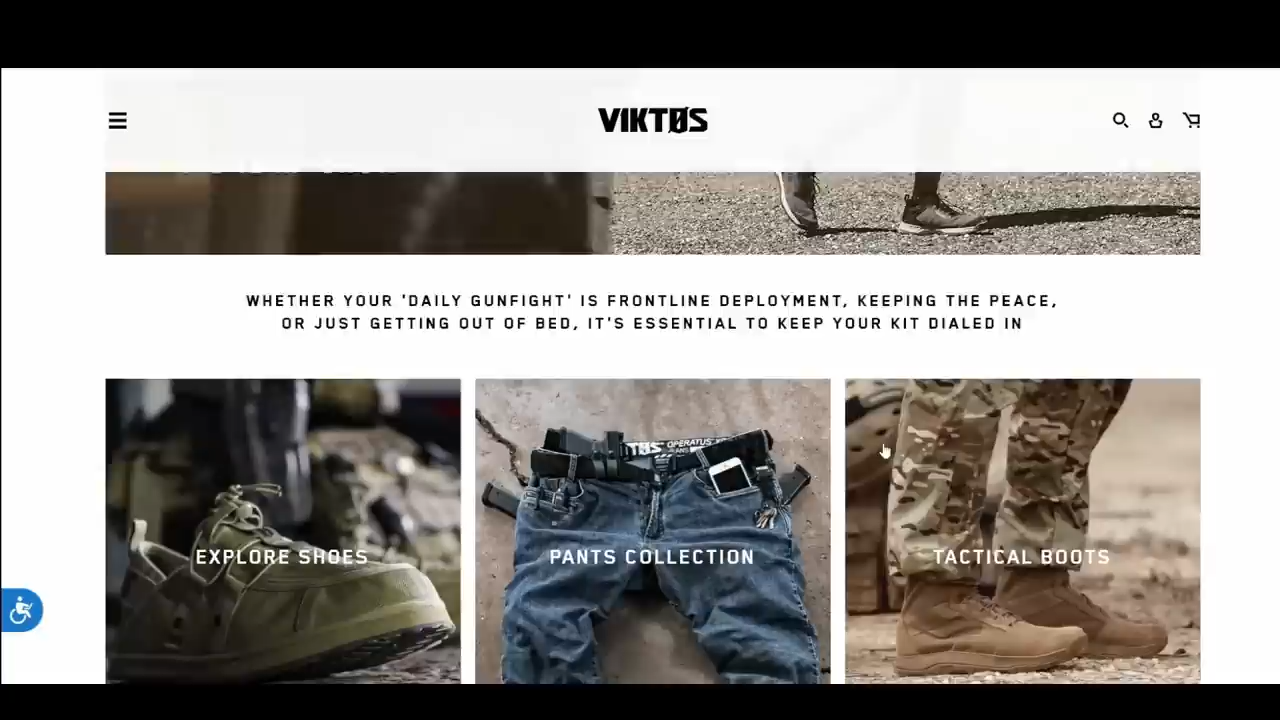 VIKTØS
WHETHER YOUR 'DAILY GUNFIGHT' IS FRONTLINE DEPLOYMENT, KEEPING THE PEACE,
OR JUST GETTING OUT OF BED, IT'S ESSENTIAL TO KEEP YOUR KIT DIALED IN
OPERATUS
EXPLORE SHOES
PANTS COLLECTION
TACTICAL BOOTS